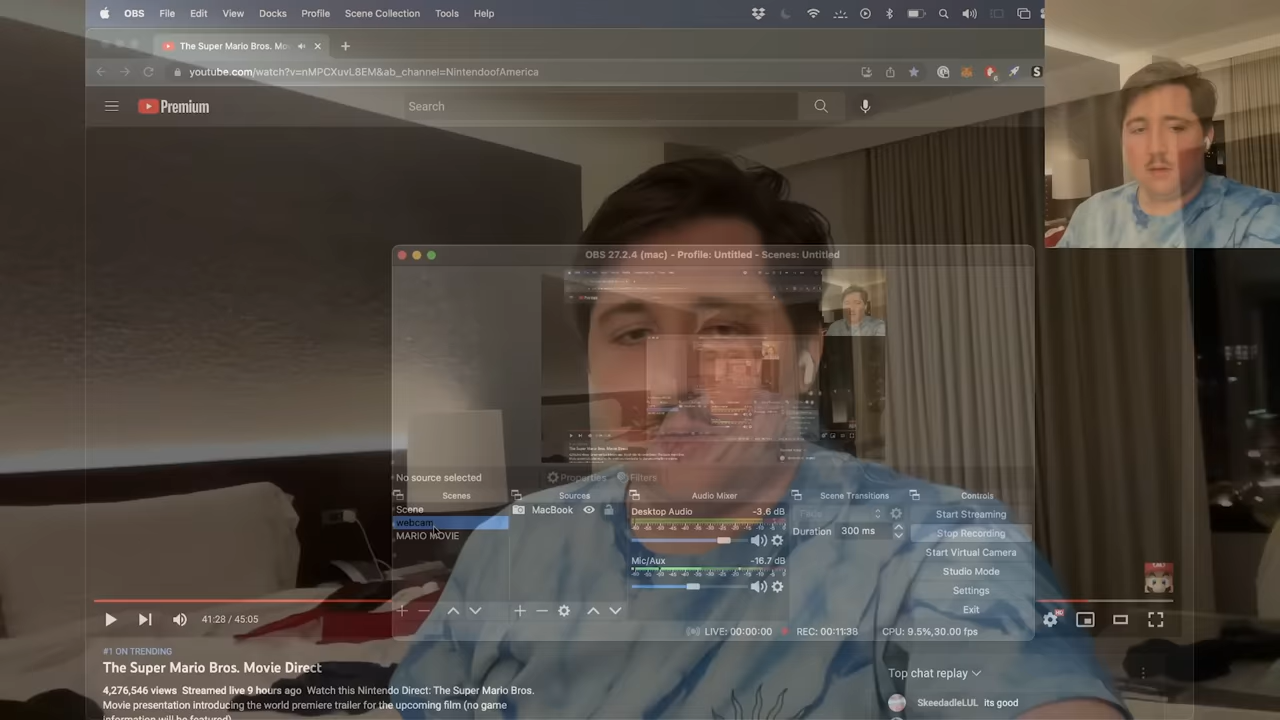 OBS File Edit View Docks Profile Scene Collection Tools Help
The Super Mario Bros. Mo
youtube.com/watch?v=nMPCXuvL8EM&ab_channel=NintendoofAmerica
Premium
Search
OBS 27.2.4 (mac) - Profile: Untitled - Scenes: Untitled
No source selected Properties Filters
Scenes Sources Audio Mixer Scene Transitions Controls
Scene MacBook Desktop Audio -3.6 dB Fade Start Streaming
webcam Duration 300 ms Stop Recording
MARIO MOVIE
Mic/Aux -16.7 dB Start Virtual Camera
Studio Mode
Settings
Exit
LIVE: 00:00:00 REC: 00:11:38 CPU: 9.5%,30.00 fps
41:28 / 45:05
#1 ON TRENDING
The Super Mario Bros. Movie Direct
4,276,546 views Streamed live 9 hours ago Watch this Nintendo Direct: The Super Mario Bros.
Movie presentation introducing the world premiere trailer for the upcoming film (no game
information will be featured)
Top chat replay
SkeedadleLUL its good